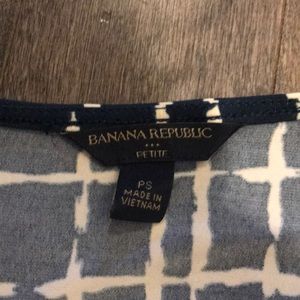 BANANA REPUBLIC
PETITE
PS
MADE IN
VIETNAM